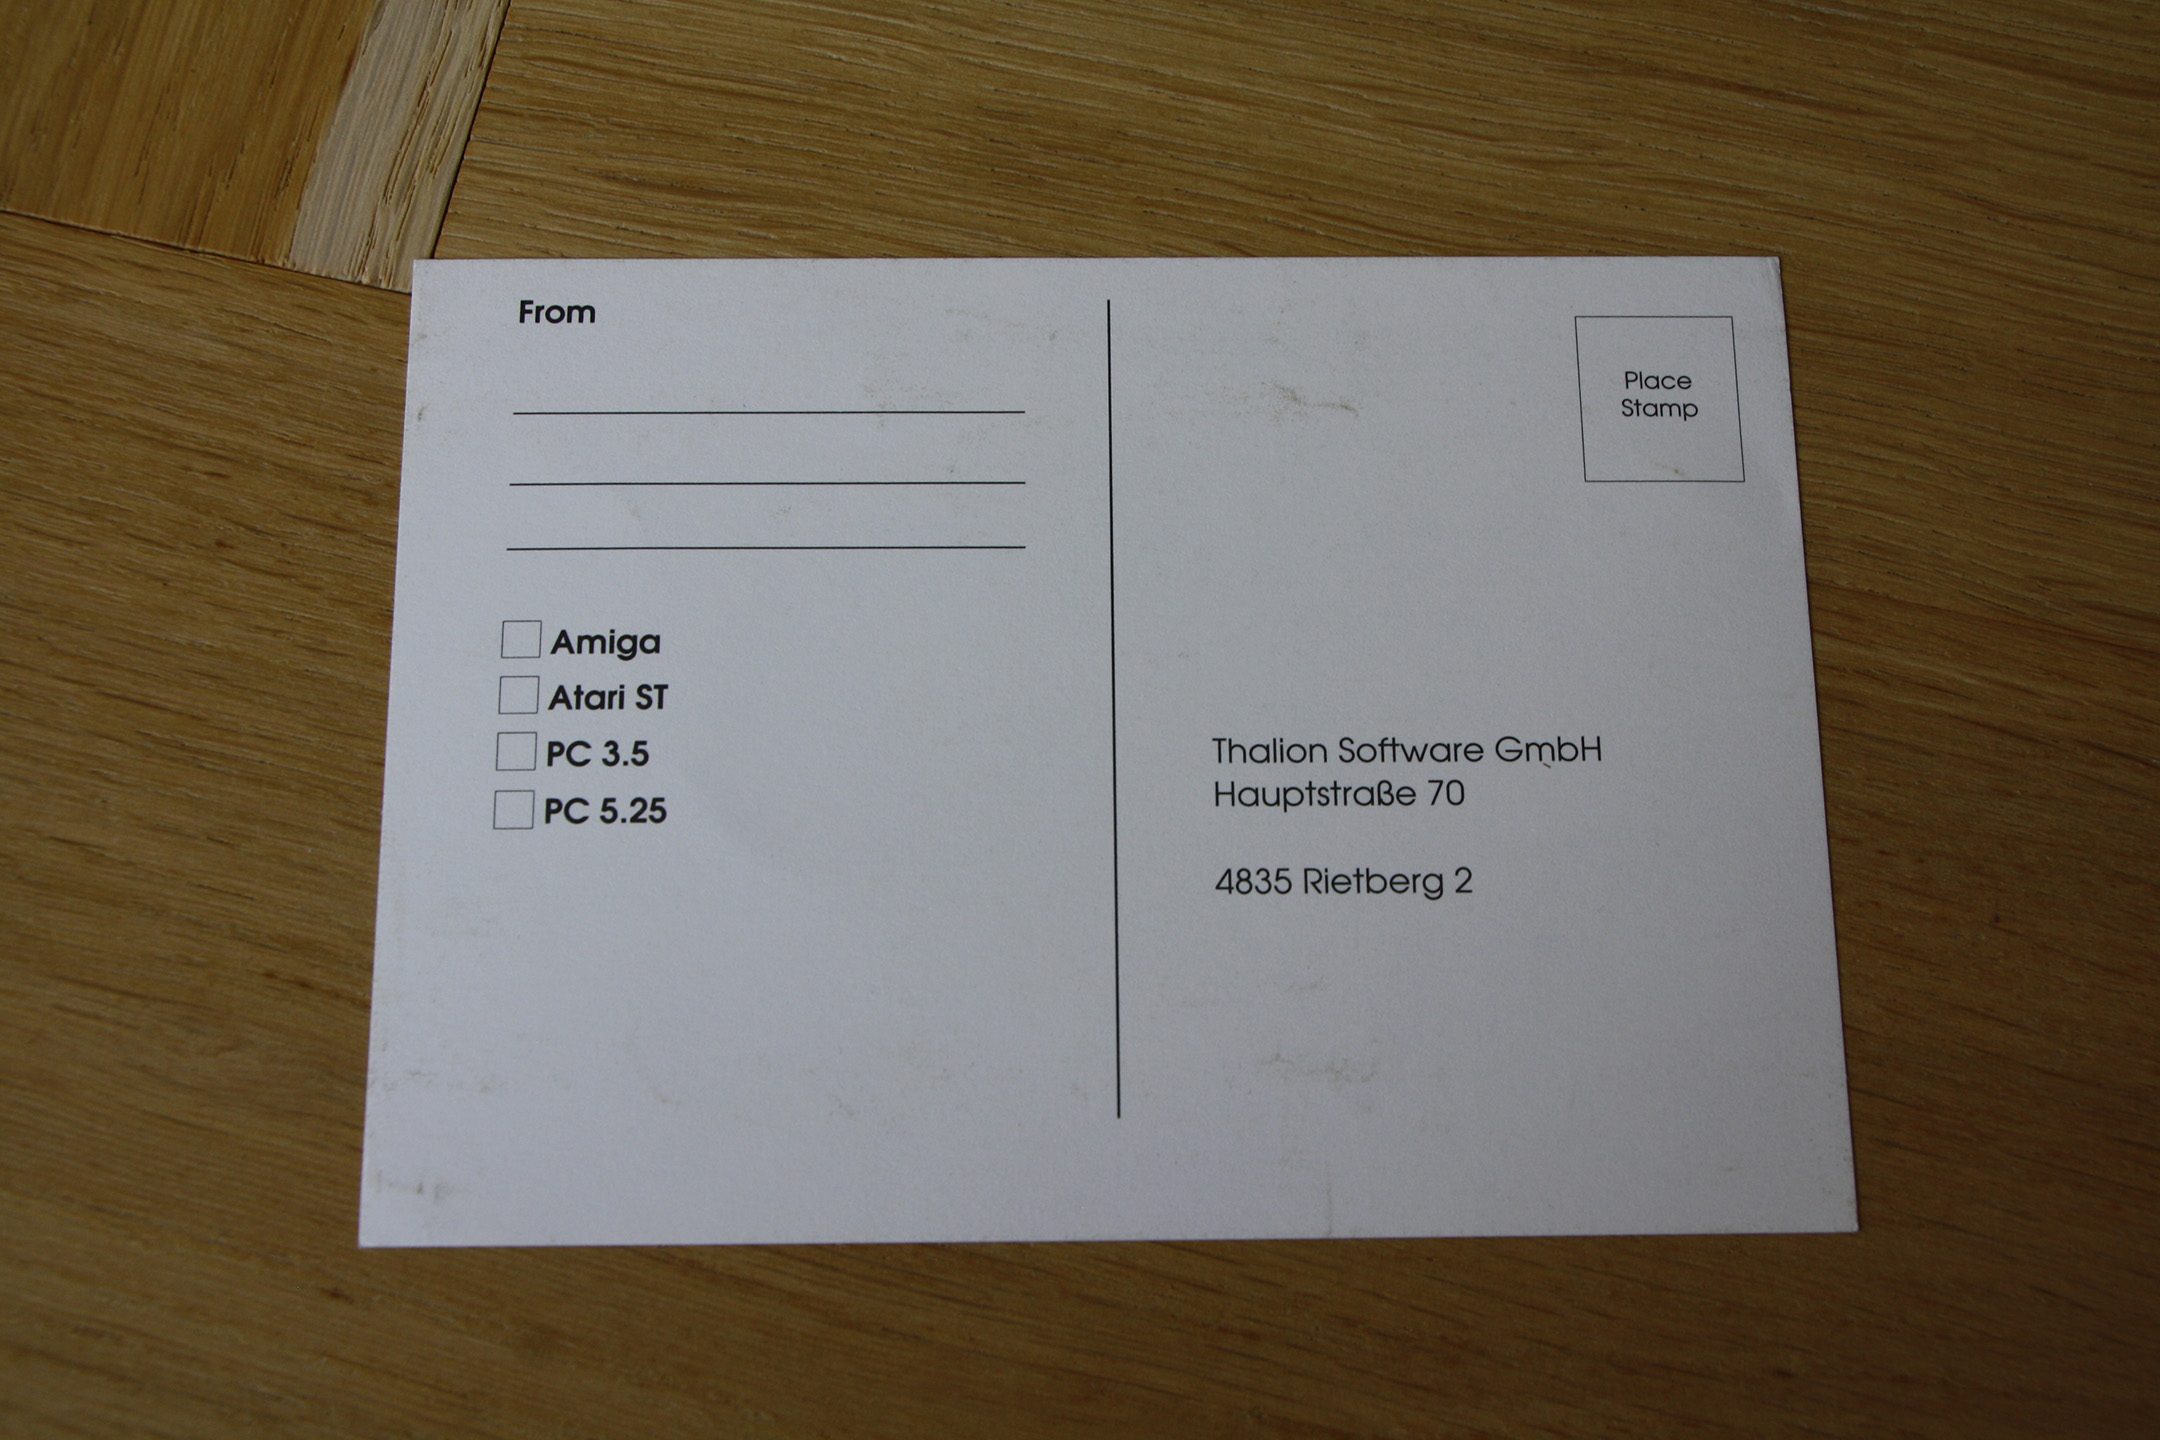 From
Amiga
Atari ST
PC 3.5
PC 5.25
Place
Stamp
Thalion Software GmbH
Hauptstraße 70
4835 Rietberg 2